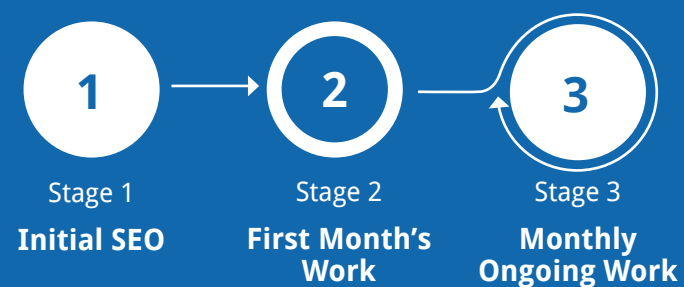 1
2
3
Stage 1
Initial SEO
Stage 2
First Month’s
Work
Stage 3
Monthly
Ongoing Work